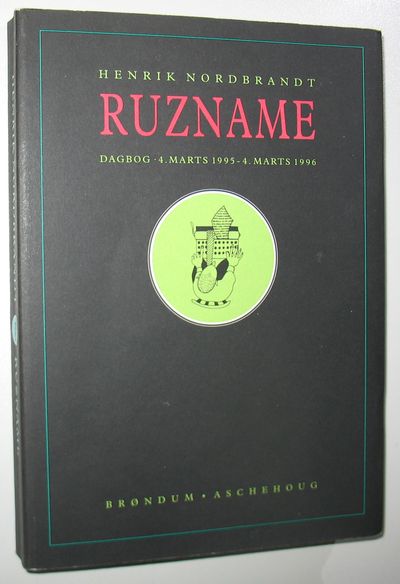 HENRIK NORDBRANDT
RUZNAME
DAGBOG · 4. MARTS 1995 - 4. MARTS 1996
BRØNDUM · ASCHEHOUG